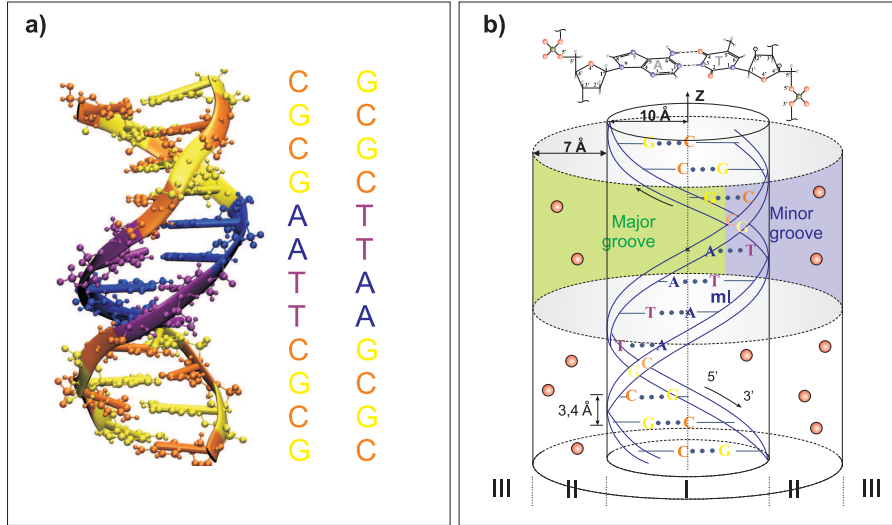 a)
C G
G C
C G
G C
A T
A T
T A
T A
C G
G C
C G
G C
b)
A T
Z
10 Å
7 Å
G C
C G
G C
Major groove
Minor groove
G
A T
A T
ml
T A
T A
C
G
5'
3'
3,4 Å
C G
G C
C G
III II I II III